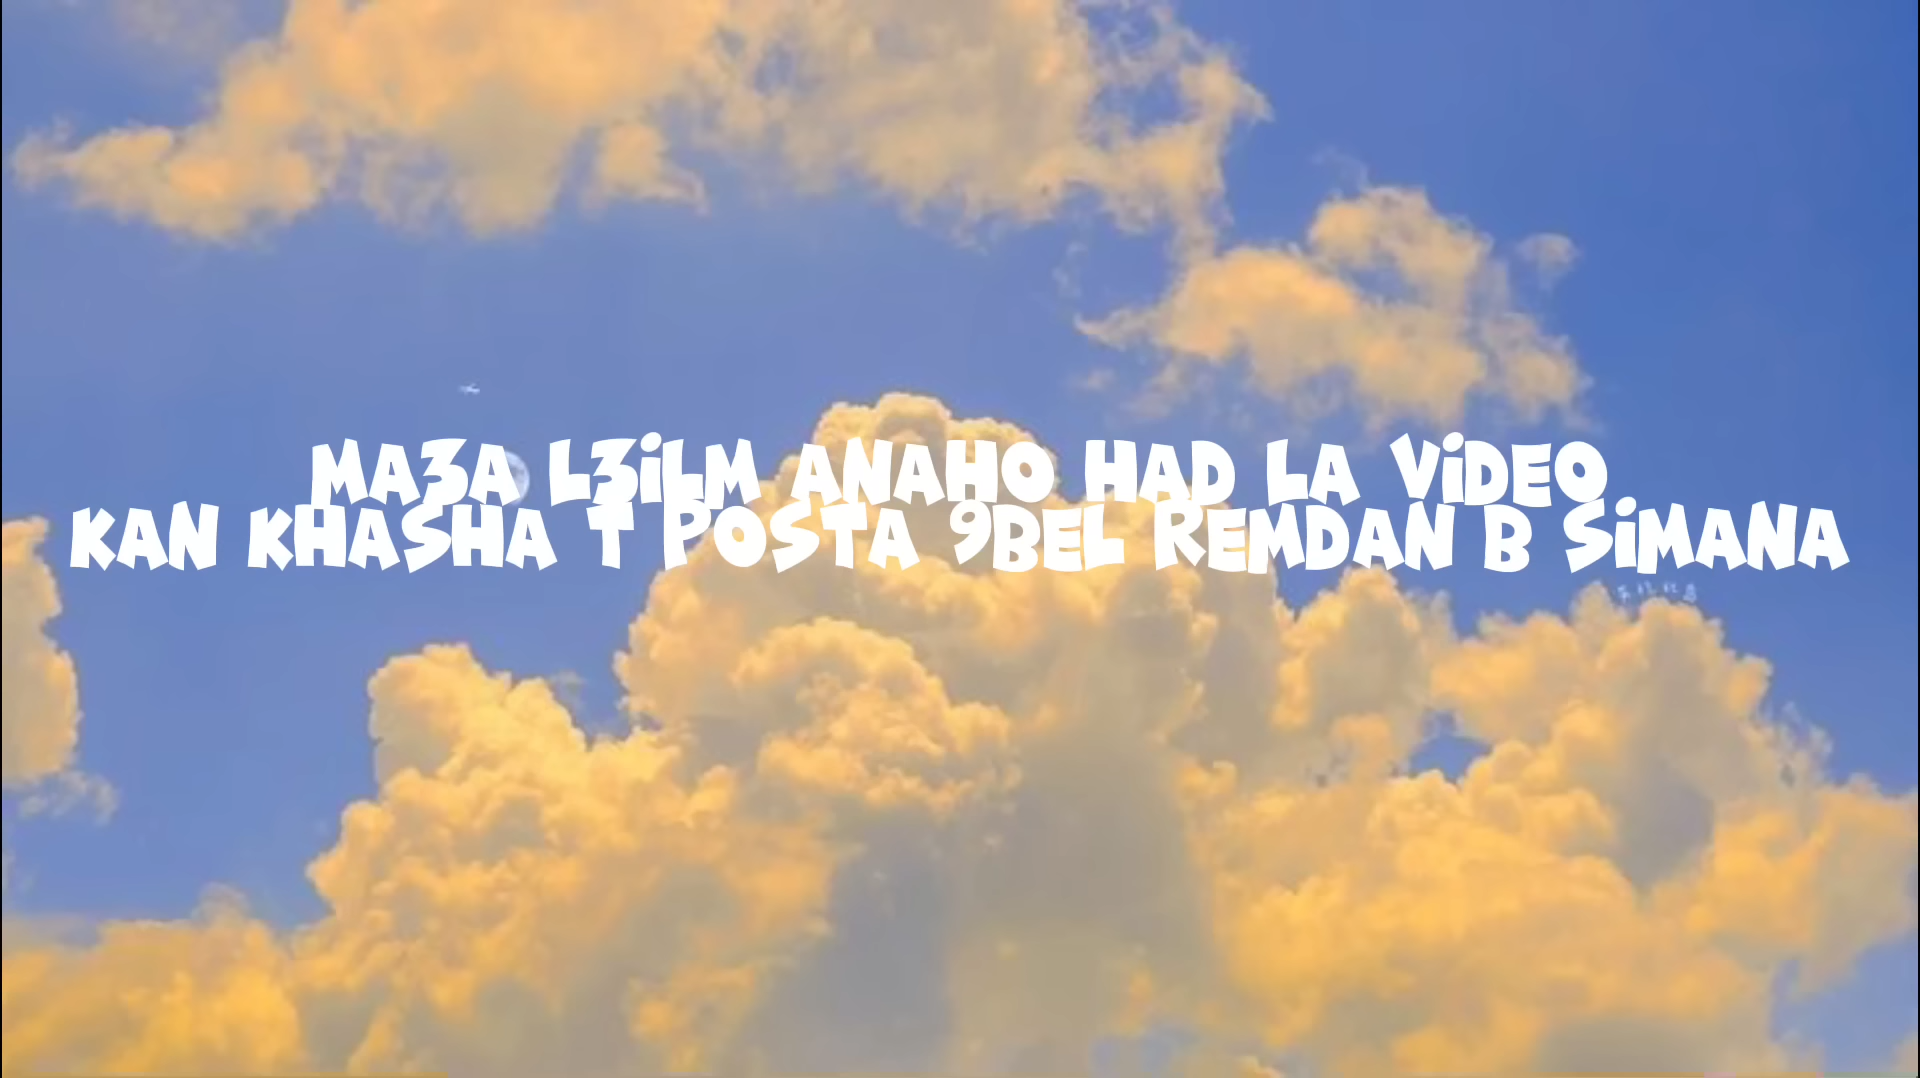 MA3A L3iLM ANAHO HAD LA ViDEO
KAN KHASHA T POSTA 9BEL REMDAN B SiMANA